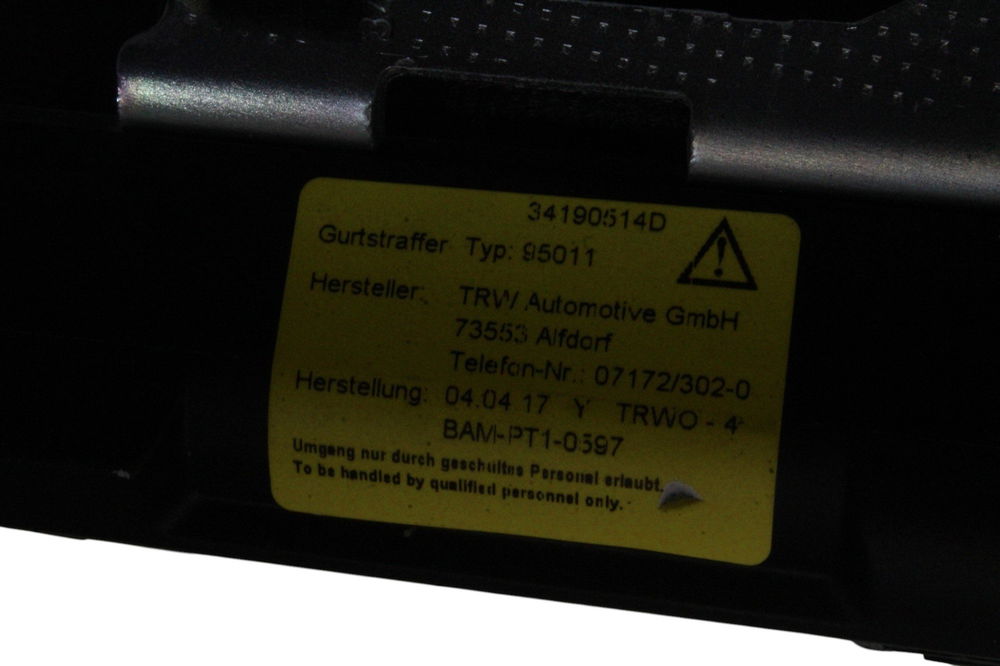 34190514D
Gurtstraffer Typ: 95011
Hersteller: TRW Automotive GmbH
73553 Alfdorf
Telefon-Nr.: 07172/302-0
Herstellung: 04.04.17 Y TRWO - 4
BAM-PT1-0597
Umgang nur durch geschultes Personal erlaubt.
To be handled by qualified personnel only.